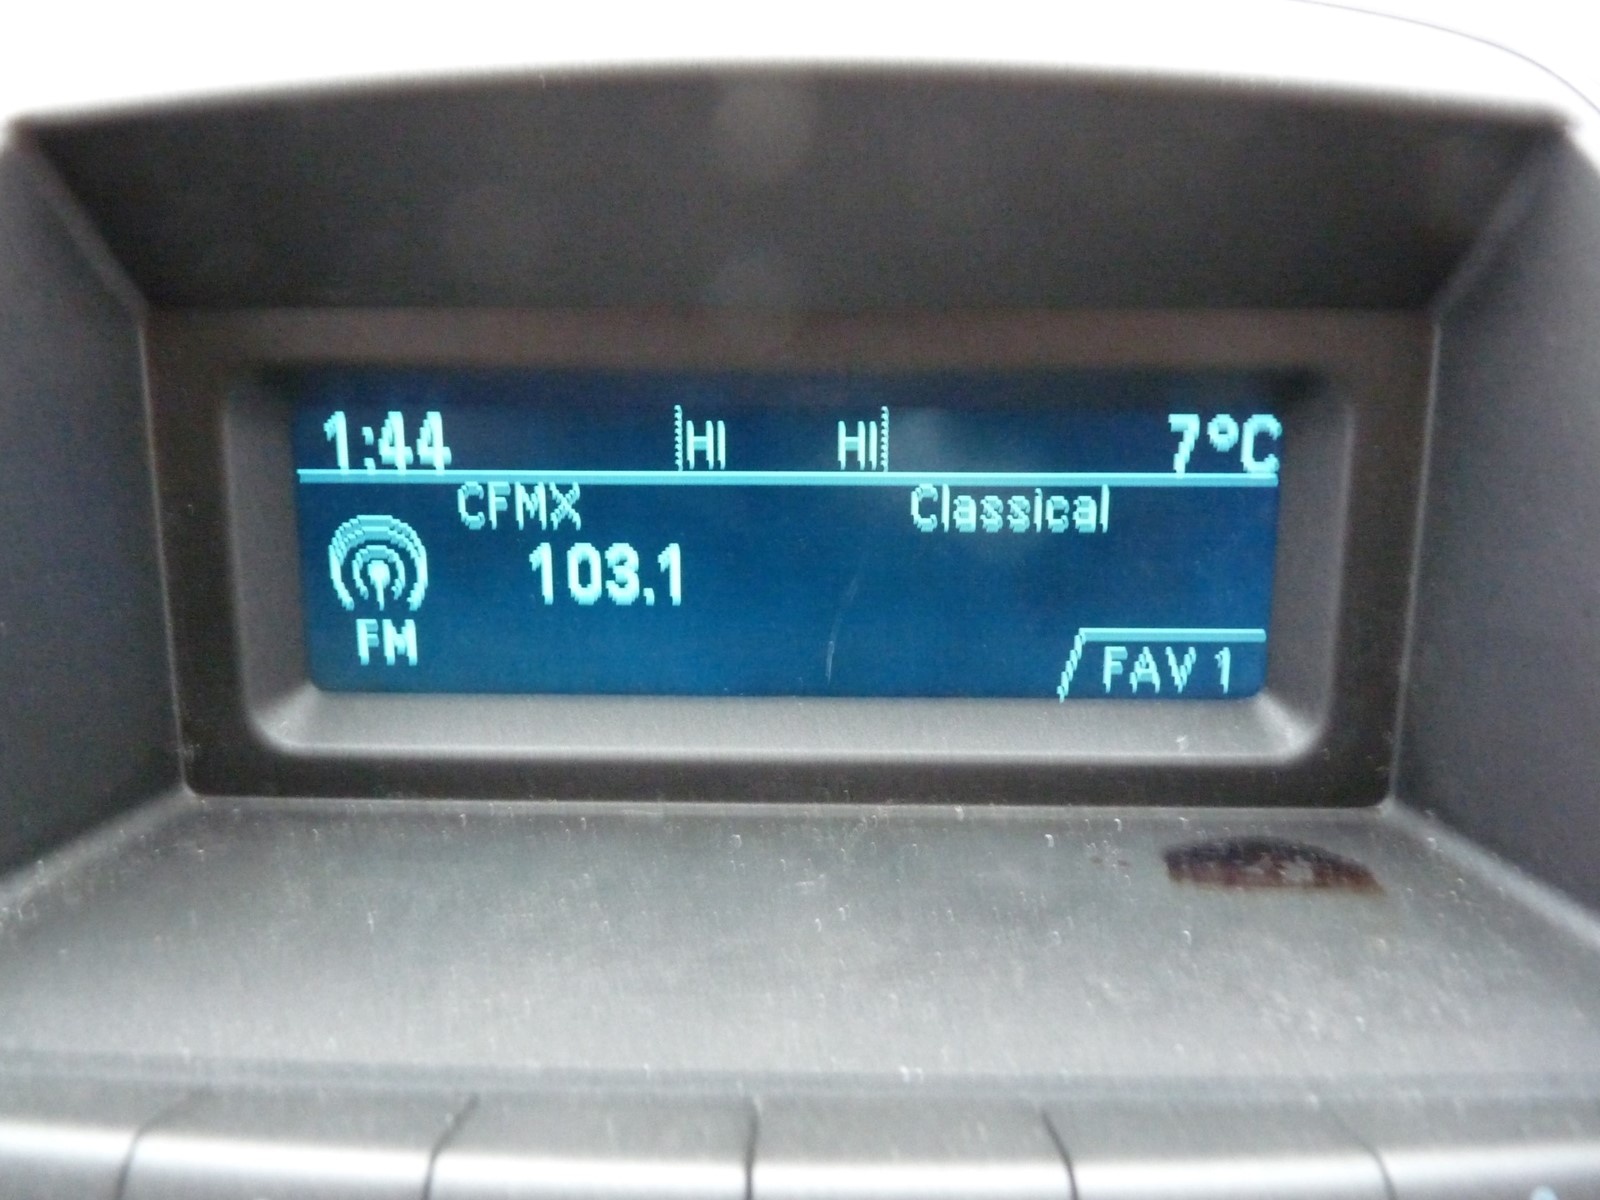 1:44 HI HI 7°C
CFMX Classical
103.1
FM
FAV 1